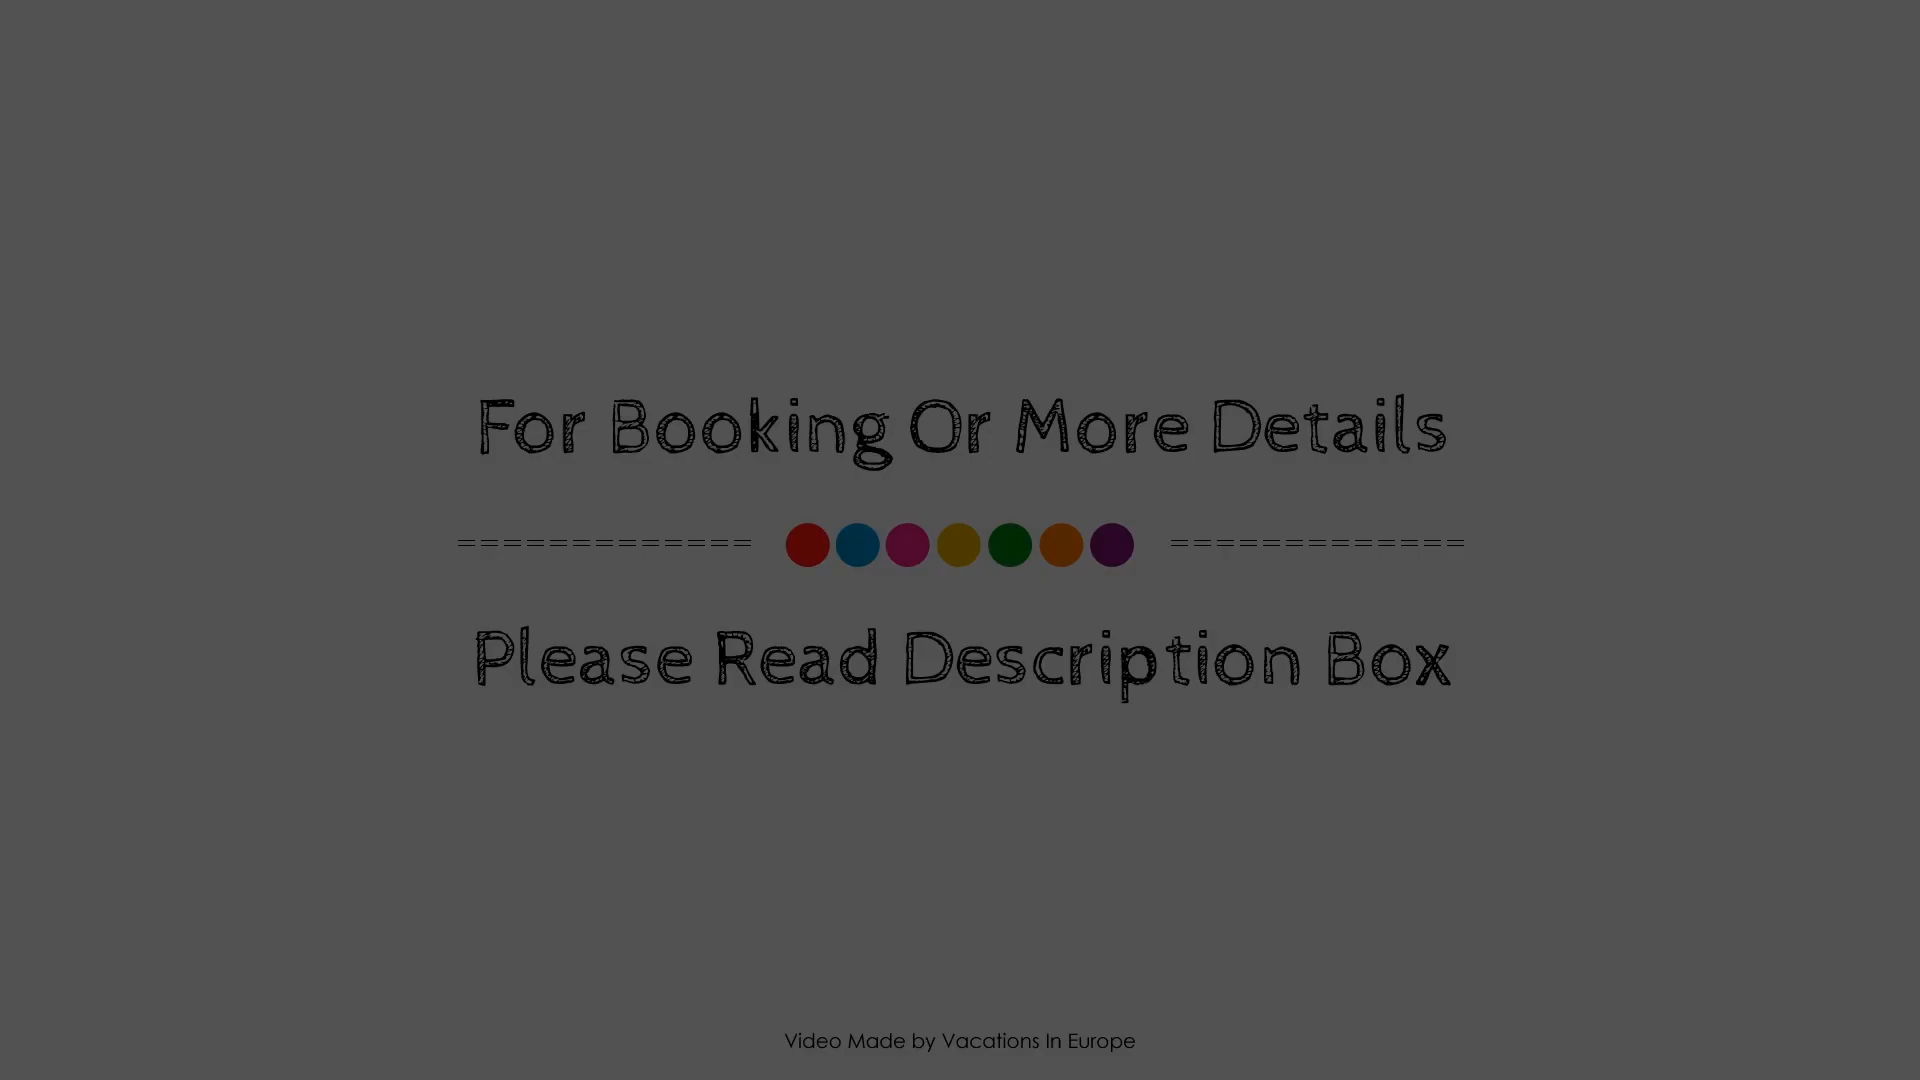 For Booking Or More Details
============= =============
Please Read Description Box
Video Made by Vacations In Europe